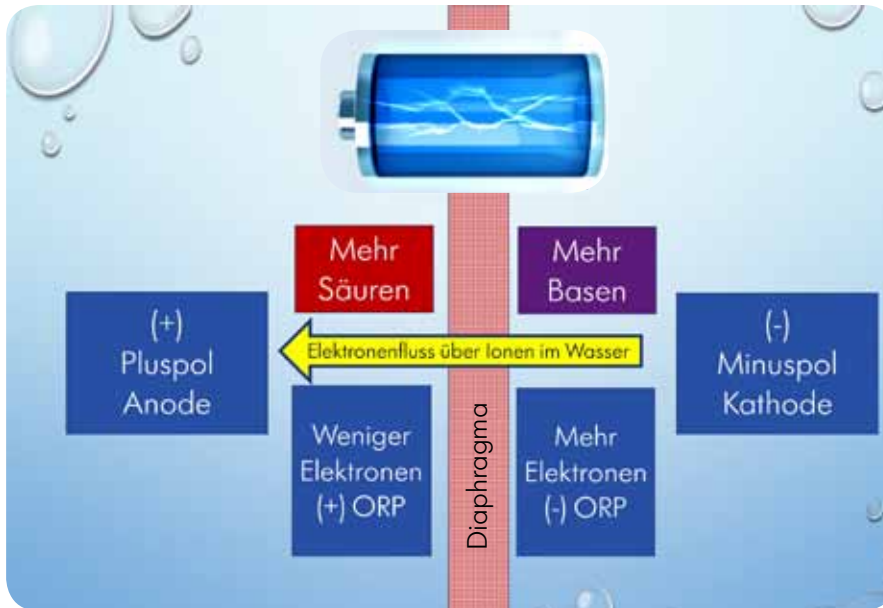 Mehr
Säuren
Mehr
Basen
(+)
Pluspol
Anode
Elektronenfluss über Ionen im Wasser
(-)
Minuspol
Kathode
Weniger
Elektronen
(+) ORP
Diaphragma
Mehr
Elektronen
(-) ORP